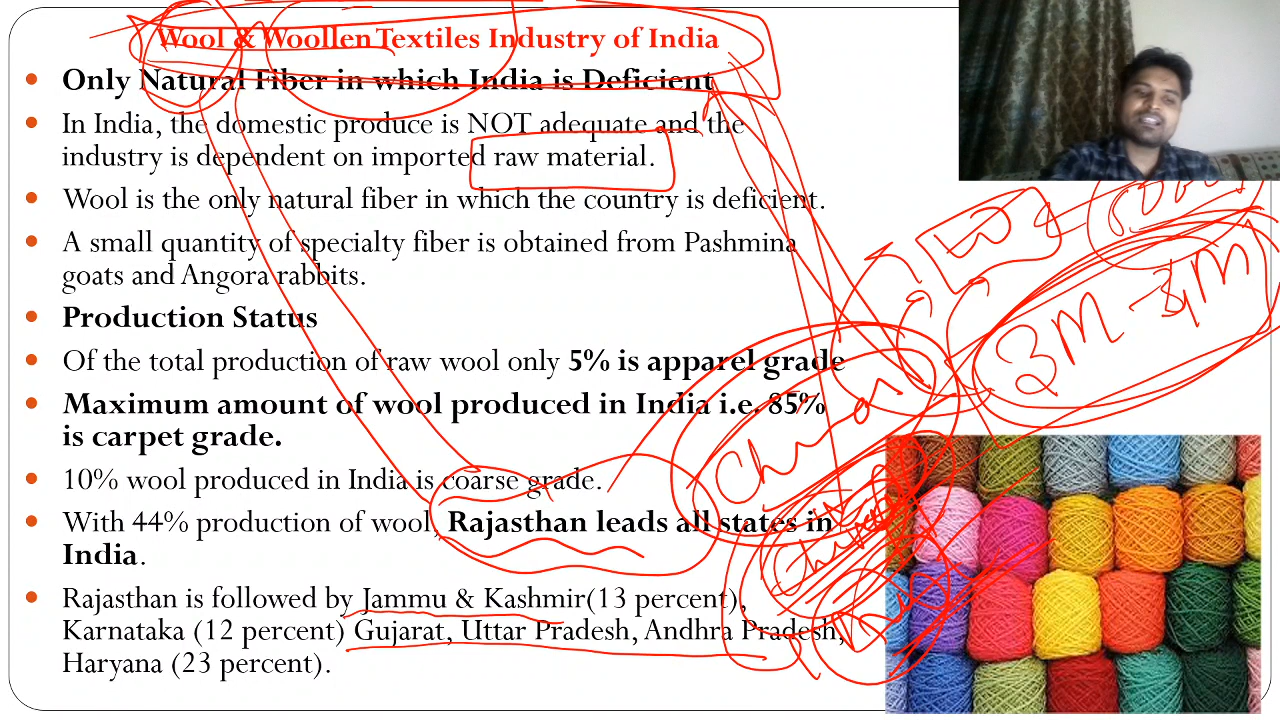 Wool & Woollen Textiles Industry of India
Only Natural Fiber in which India is Deficient
In India, the domestic produce is NOT adequate and the
industry is dependent on imported raw material.
Wool is the only natural fiber in which the country is deficient.
A small quantity of specialty fiber is obtained from Pashmina
goats and Angora rabbits.
Production Status
Of the total production of raw wool only 5% is apparel grade
Maximum amount of wool produced in India i.e. 85%
is carpet grade.
10% wool produced in India is coarse grade.
With 44% production of wool, Rajasthan leads all states in
India.
Rajasthan is followed by Jammu & Kashmir(13 percent),
Karnataka (12 percent) Gujarat, Uttar Pradesh, Andhra Pradesh,
Haryana (23 percent).